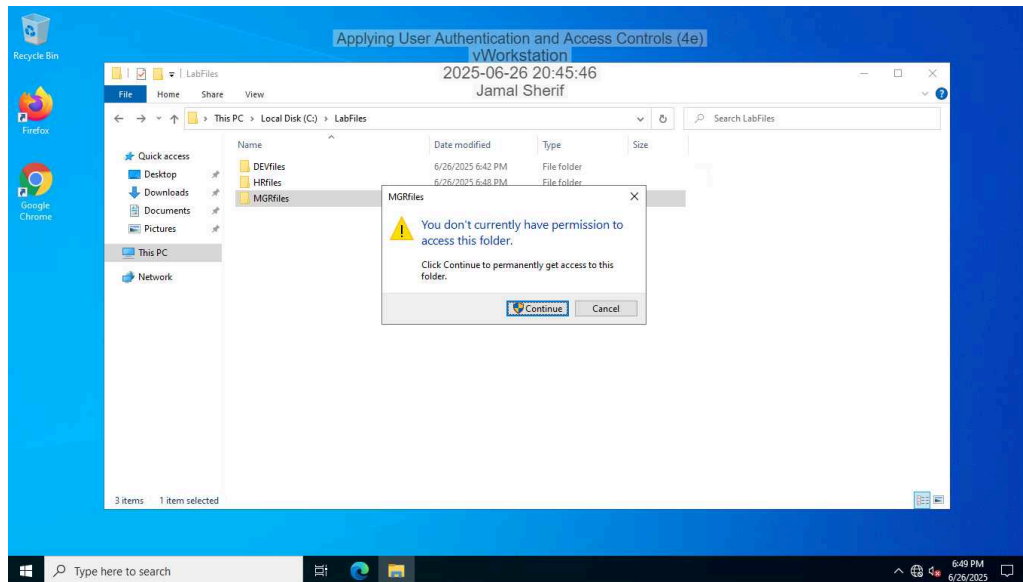 Recycle Bin
Firefox
Google
Chrome
Applying User Authentication and Access Controls (4e)
vWorkstation
2025-06-26 20:45:46
Jamal Sherif
LabFiles
File Home Share View
This PC > Local Disk (C:) > LabFiles
Search LabFiles
Name Date modified Type Size
Quick access
Desktop
Downloads
Documents
Pictures
This PC
Network
DEVfiles 6/26/2025 6:42 PM File folder
HRfiles 6/26/2025 6:48 PM File folder
MGRfiles
MGRfiles
You don't currently have permission to
access this folder.
Click Continue to permanently get access to this
folder.
Continue Cancel
3 items 1 item selected
Type here to search
6:49 PM
6/26/2025